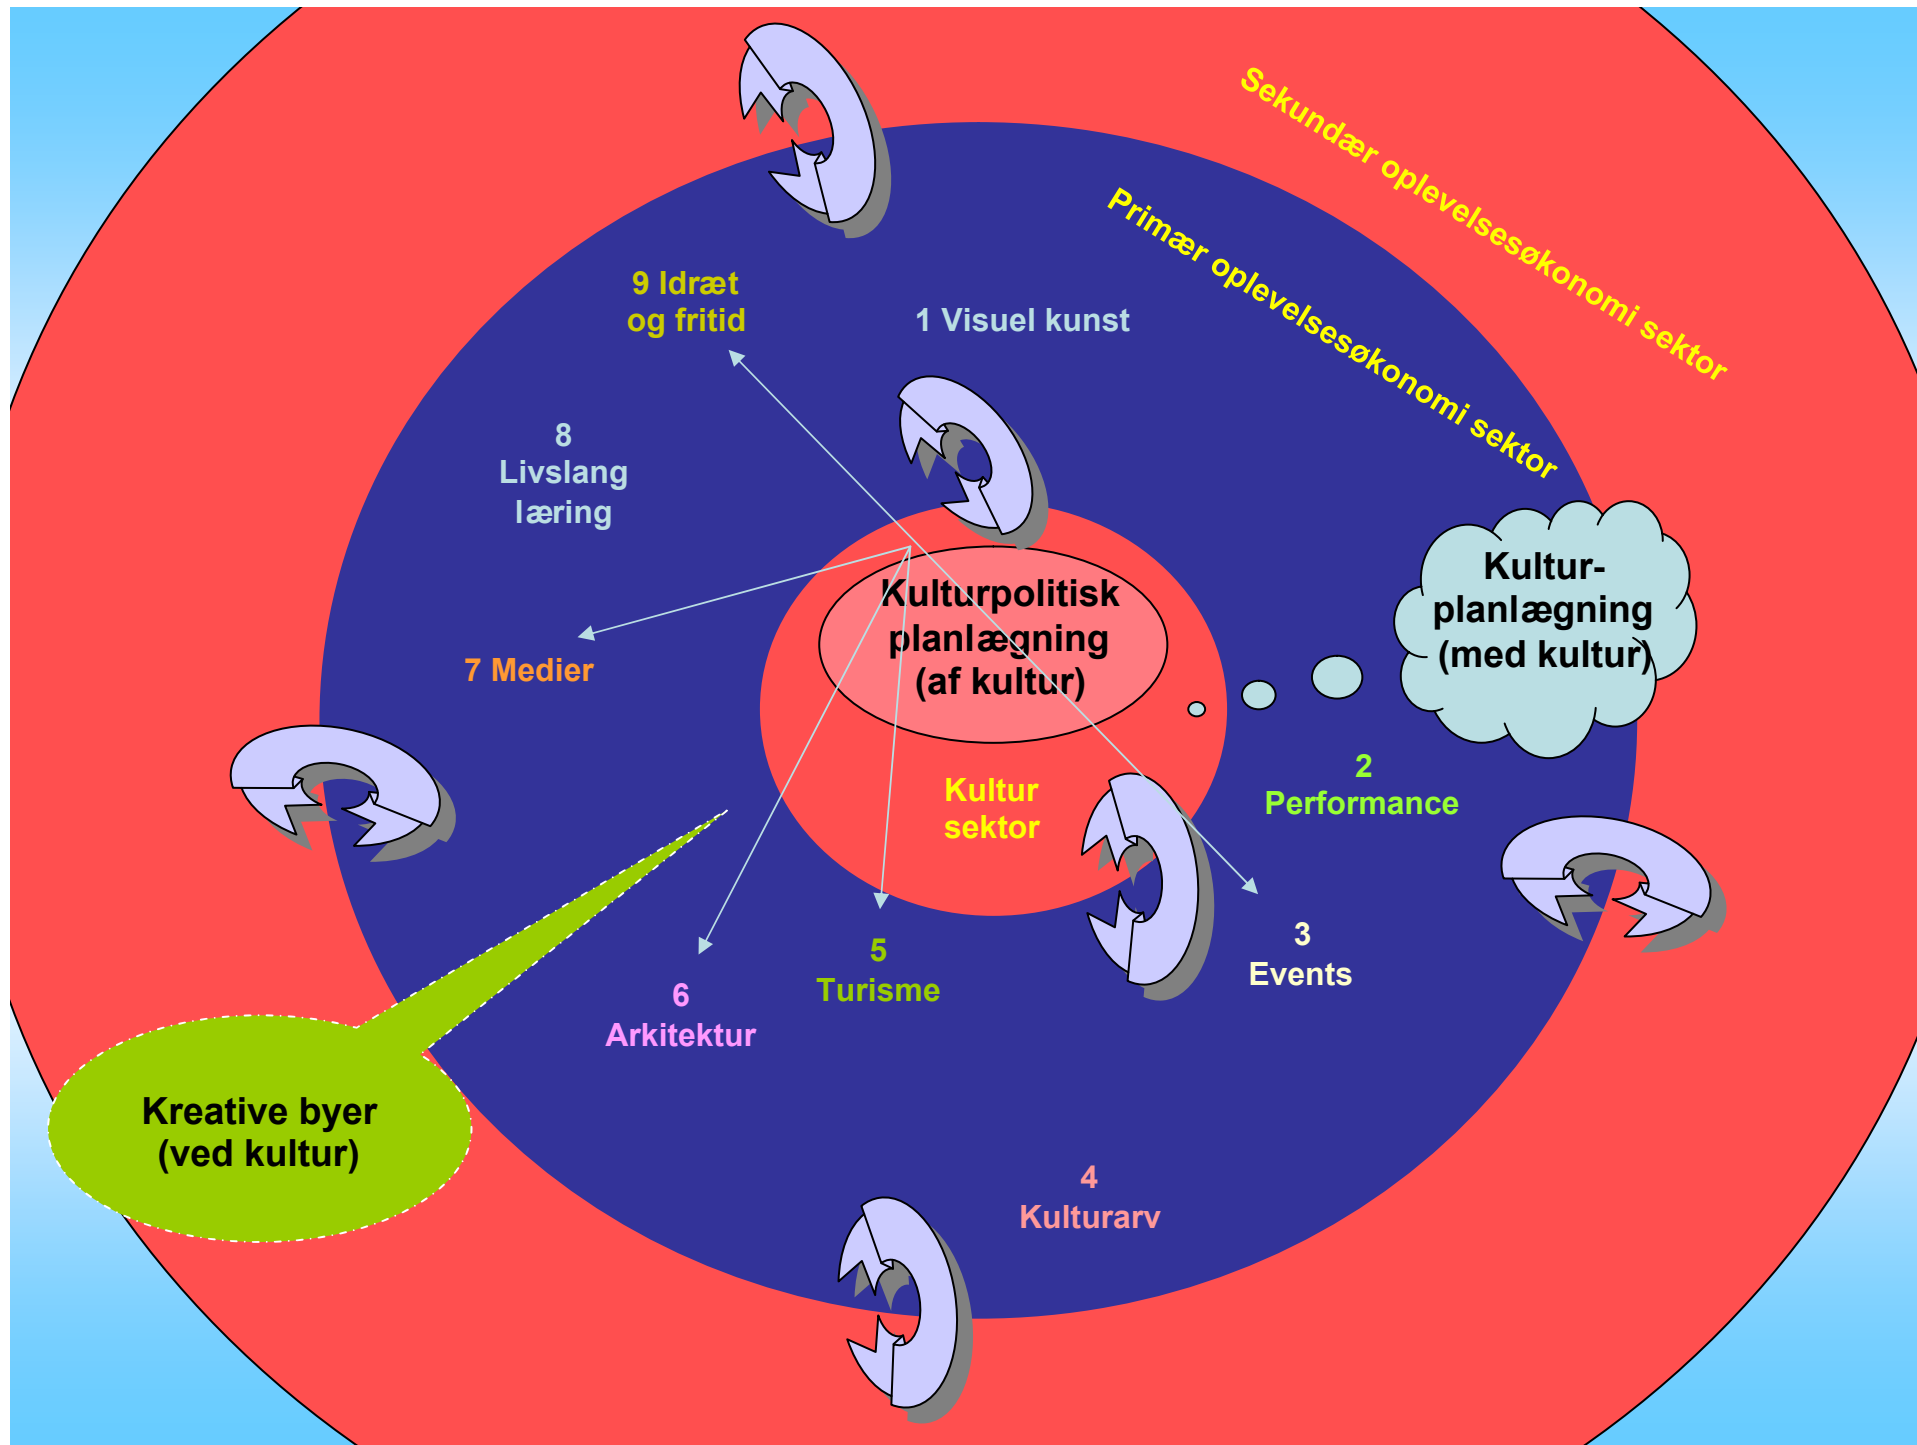 Sekundær oplevelsesøkonomi sektor
Primær oplevelsesøkonomi sektor
9 Idræt
og fritid
1 Visuel kunst
8
Livslang
læring
7 Medier
Kulturpolitisk
planlægning
(af kultur)
Kultur-
planlægning
(med kultur)
Kultur
sektor
2
Performance
3
Events
5
Turisme
6
Arkitektur
Kreative byer
(ved kultur)
4
Kulturarv